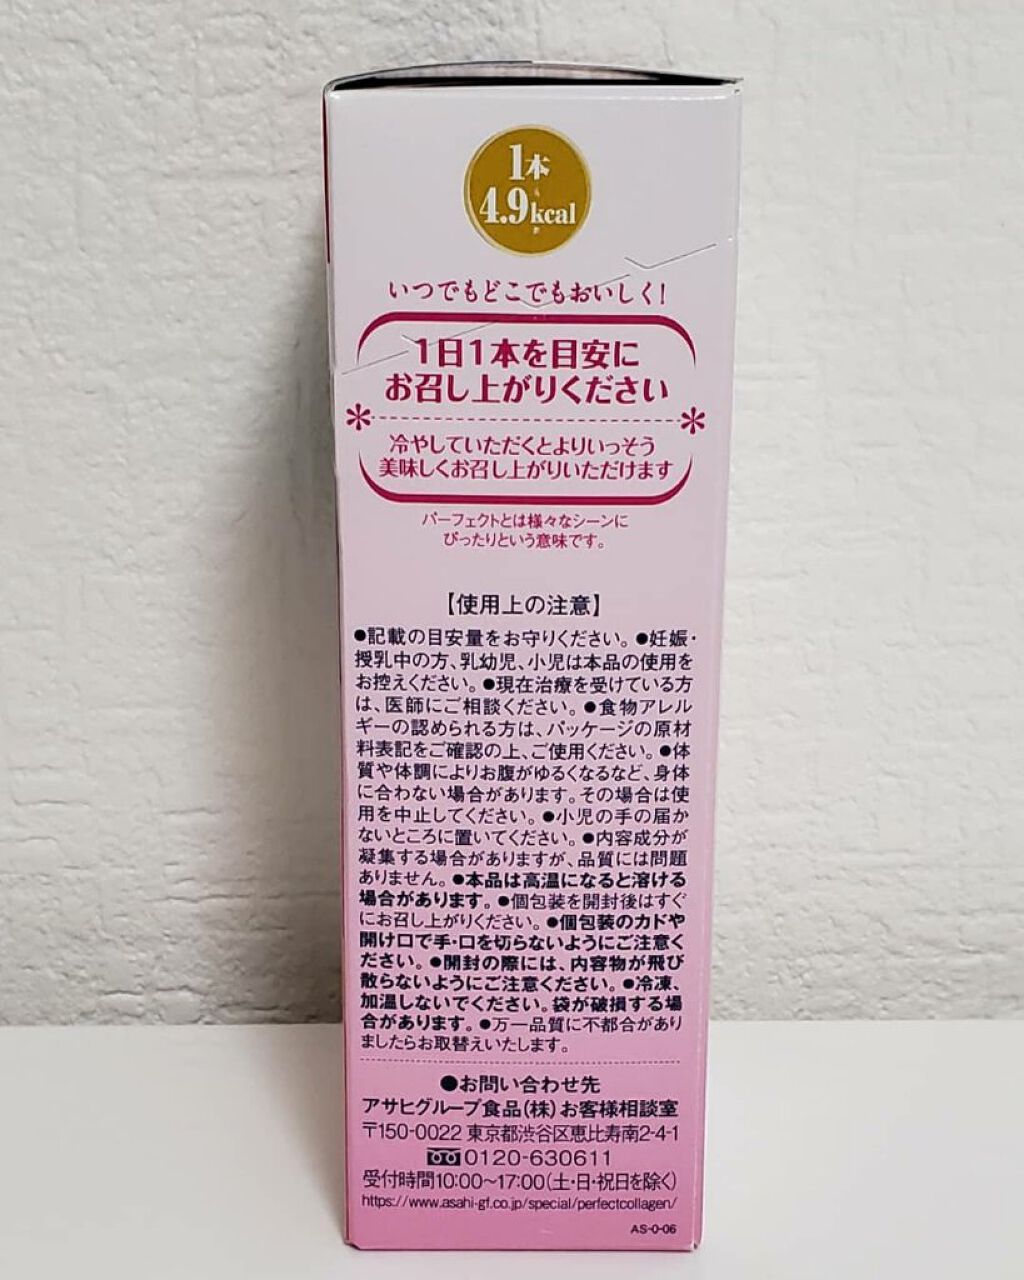 1本
4.9kcal
いつでもどこでもおいしく!
1日1本を目安に
お召し上がりください
冷やしていただくとよりいっそう
美味しくお召し上がりいただけます
パーフェクトとは様々なシーンに
ぴったりという意味です。
【使用上の注意】
●記載の目安量をお守りください。●妊娠・
授乳中の方、乳幼児、小児は本品の使用を
お控えください。●現在治療を受けている方
は、医師にご相談ください。●食物アレル
ギーの認められる方は、パッケージの原材
料表記をご確認の上、ご使用ください。●体
質や体調によりお腹がゆるくなるなど、身体
に合わない場合があります。その場合は使
用を中止してください。●小児の手の届か
ないところに置いてください。●内容成分が
凝集する場合がありますが、品質には問題
ありません。●本品は高温になると溶ける
場合があります。●個包装を開封後はすぐ
にお召し上がりください。●個包装のカドや
開け口で手・口を切らないようにご注意く
ださい。●開封の際には、内容物が飛び
散らないようにご注意ください。●冷凍、
加温しないでください。袋が破損する場
合があります。●万一品質に不都合があり
ましたらお取替えいたします。
●お問い合わせ先
アサヒグループ食品(株)お客様相談室
〒150-0022 東京都渋谷区恵比寿南2-4-1
0120-630611
受付時間10:00〜17:00(土・日・祝日を除く)
https://www.asahi-gf.co.jp/special/perfectcollagen/
AS-0-06